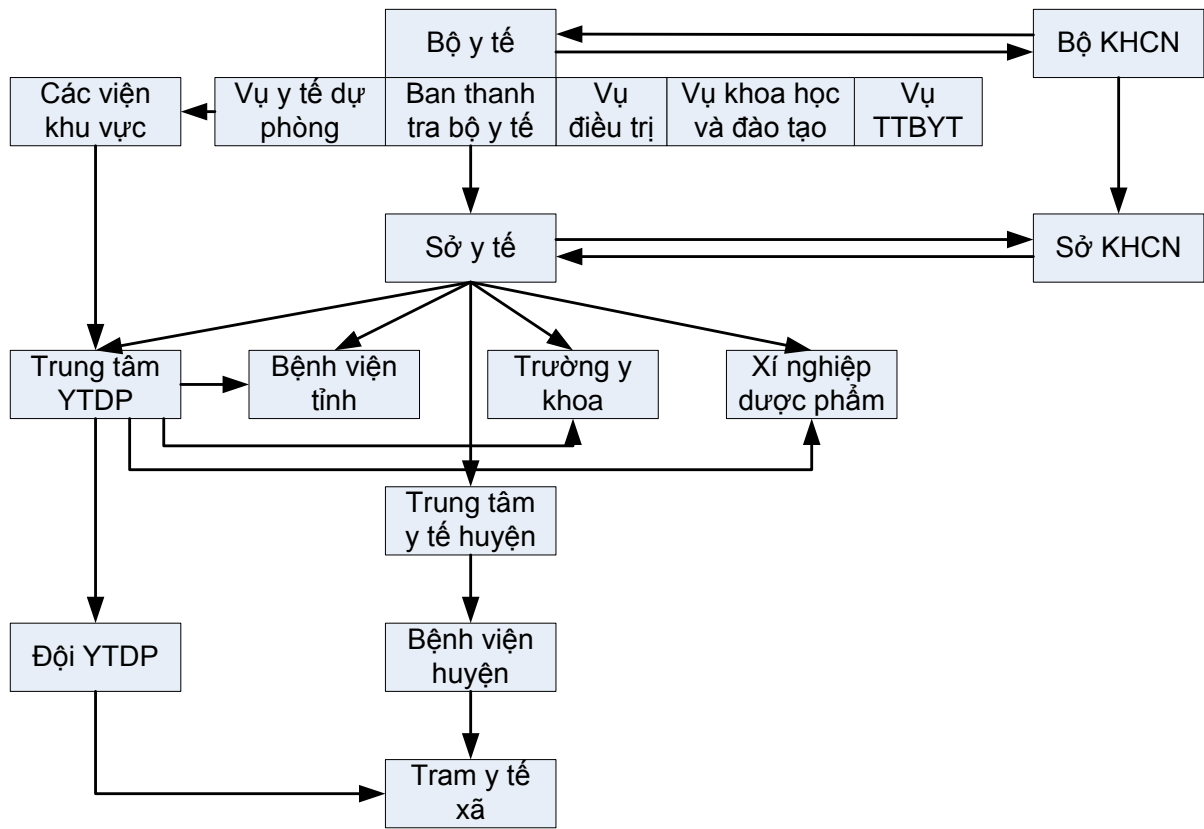 Bộ y tế
Bộ KHCN
Các viện
khu vực
Vụ y tế dự
phòng
Ban thanh
tra bộ y tế
Vụ
điều trị
Vụ khoa học
và đào tạo
Vụ
TTBYT
Sở y tế
Sở KHCN
Trung tâm
YTDP
Bệnh viện
tỉnh
Trường y
khoa
Xí nghiệp
dược phẩm
Trung tâm
y tế huyện
Đội YTDP
Bệnh viện
huyện
Tram y tế
xã